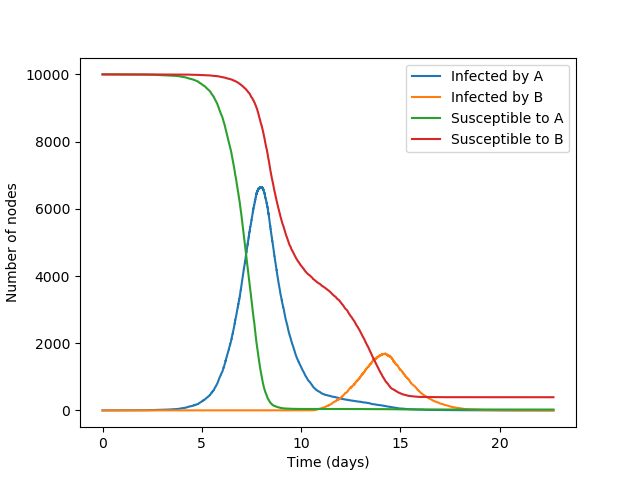 10000
8000
6000
4000
2000
0
Number of nodes
Infected by A
Infected by B
Susceptible to A
Susceptible to B
0 5 10 15 20
Time (days)